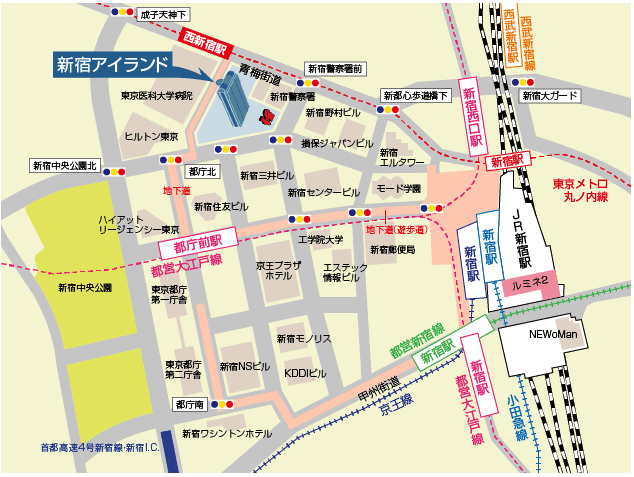 成子天神下
西新宿駅
西武新宿駅
西武新宿線
新宿アイランド
青梅街道
新宿警察署前
東京医科大学病院
新宿警察署
新都心歩道橋下
新宿大ガード
新宿野村ビル
新宿西口駅
ヒルトン東京
損保ジャパンビル
新宿
エルタワー
新宿駅
新宿中央公園北
都庁北
新宿三井ビル
地下道
新宿センタービル
モード学園
東京メトロ
丸ノ内線
新宿住友ビル
ハイアット
リージェンシー東京
地下道(遊歩道)
都庁前駅
都営大江戸線
工学院大学
新宿郵便局
新宿駅
新宿駅
JR新宿駅
新宿中央公園
京王プラザ
ホテル
エステック
情報ビル
ルミネ2
東京都庁
第一庁舎
都営新宿線
新宿駅
NEWoMan
新宿モノリス
東京都庁
第二庁舎
新宿NSビル
KDDIビル
新宿駅
都営大江戸線
甲州街道
京王線
小田急線
都庁南
新宿ワシントンホテル
首都高速4号新宿線・新宿I.C.